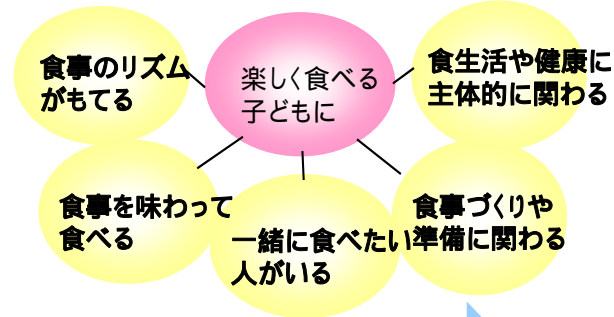 食事のリズム
がもてる
楽しく食べる
子どもに
食生活や健康に
主体的に関わる
食事を味わって
食べる
一緒に食べたい
人がいる
食事づくりや
準備に関わる